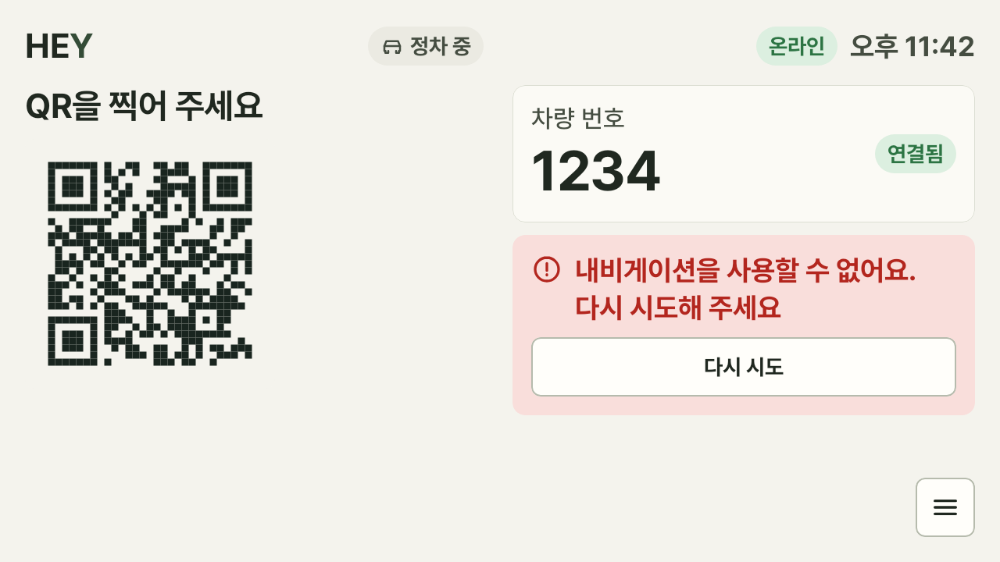 HEY
정차 중
온라인
오후 11:42
QR을 찍어 주세요
차량 번호
1234
연결됨
내비게이션을 사용할 수 없어요.
다시 시도해 주세요
다시 시도